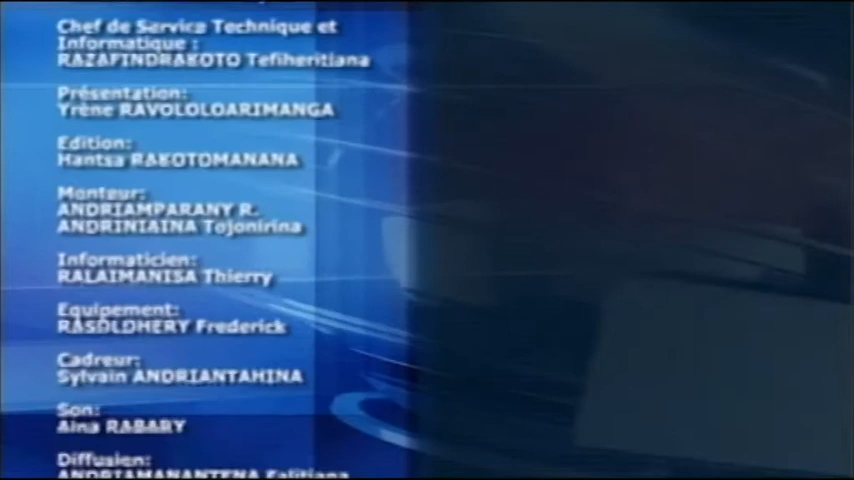 Chef de Service Technique et
Informatique :
RAZAFINDRAKOTO Tefiheritiana
Présentation:
Yrène RAVOLOLOARIMANGA
Edition:
Hantsa RAKOTOMANANA
Monteur:
ANDRIAMPARANY R.
ANDRINIAINA Tojonirina
Informaticien:
RALAIMANISA Thierry
Equipement:
RASOLOHERY Frederick
Cadreur:
Sylvain ANDRIANTAHINA
Son:
Aina RABARY
Diffusion:
ANDRIAMANANTENA